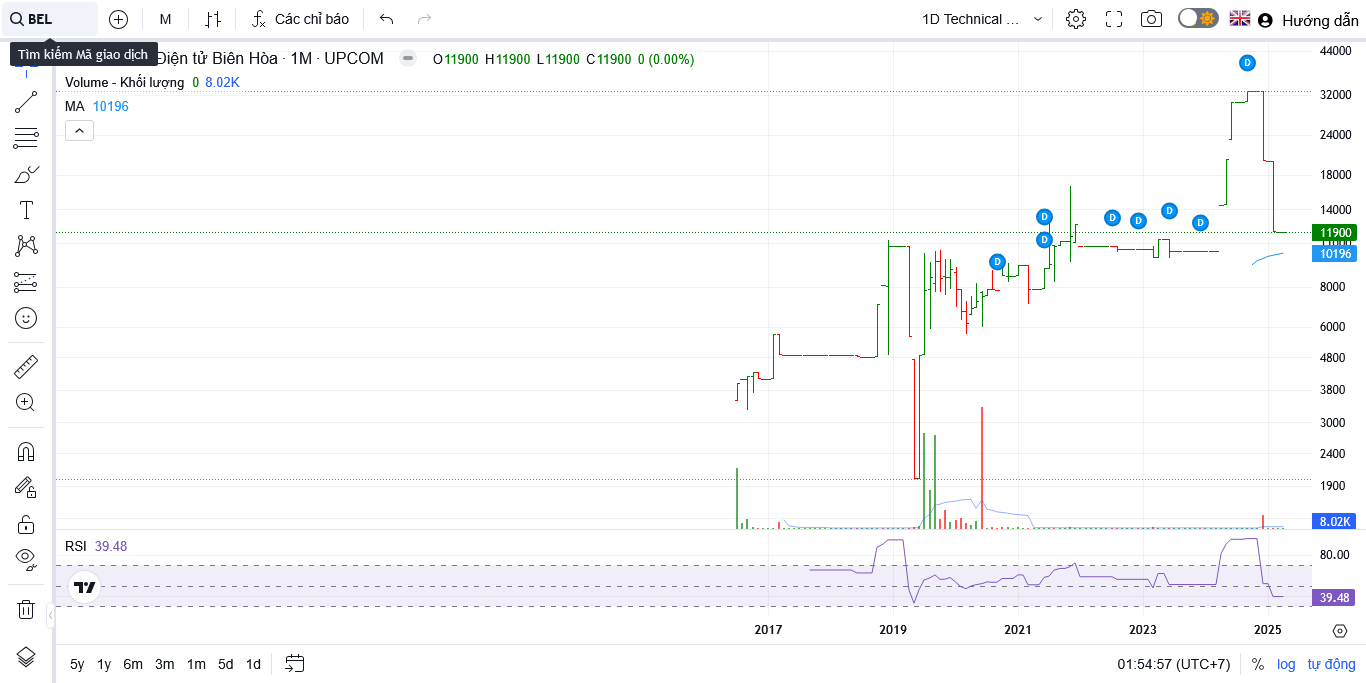 BEL M Các chỉ báo 1D Technical ... Hướng dẫn
Tìm kiếm Mã giao dịch
Điện tử Biên Hòa · 1M · UPCOM O11900 H11900 L11900 C11900 0 (0.00%)
Volume - Khối lượng 0 8.02K
MA 10196
D
D
D
D
D
D
D
D
44000
32000
24000
18000
14000
11900
10196
8000
6000
4800
3800
3000
2400
1900
8.02K
RSI 39.48
80.00
39.48
2017 2019 2021 2023 2025
5y 1y 6m 3m 1m 5d 1d 01:54:57 (UTC+7) % log tự động